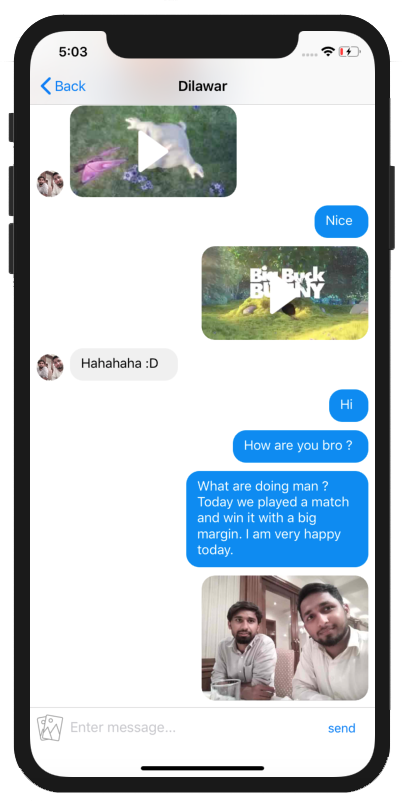 5:03
Back
Dilawar
Nice
Big Buck
BUNNY
Hahahaha :D
Hi
How are you bro ?
What are doing man ?
Today we played a match
and win it with a big
margin. I am very happy
today.
Enter message...
send